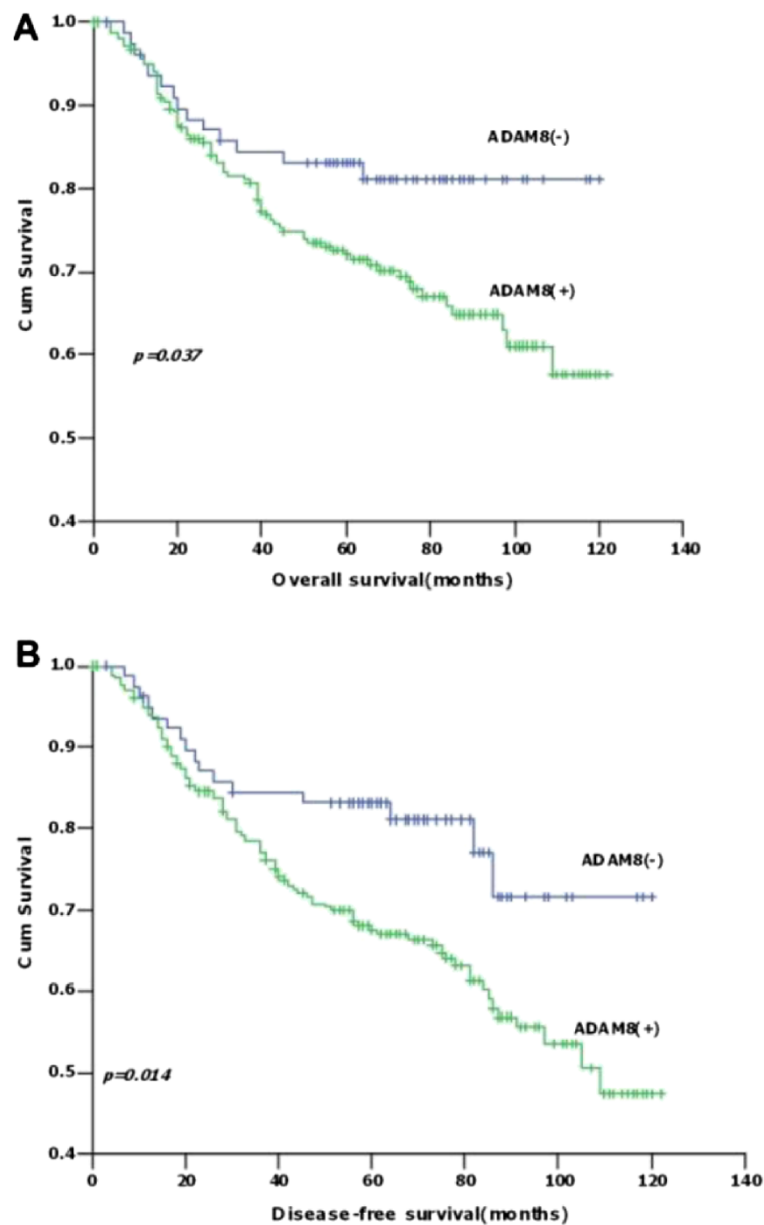 A
1.0
0.9
0.8
0.7
0.6
0.5
0.4
Cum Survival
ADAM8(-)
ADAM8(+)
p=0.037
0 20 40 60 80 100 120 140
Overall survival(months)
B
1.0
0.9
0.8
0.7
0.6
0.5
0.4
Cum Survival
ADAM8(-)
ADAM8(+)
p=0.014
0 20 40 60 80 100 120 140
Disease-free survival(months)